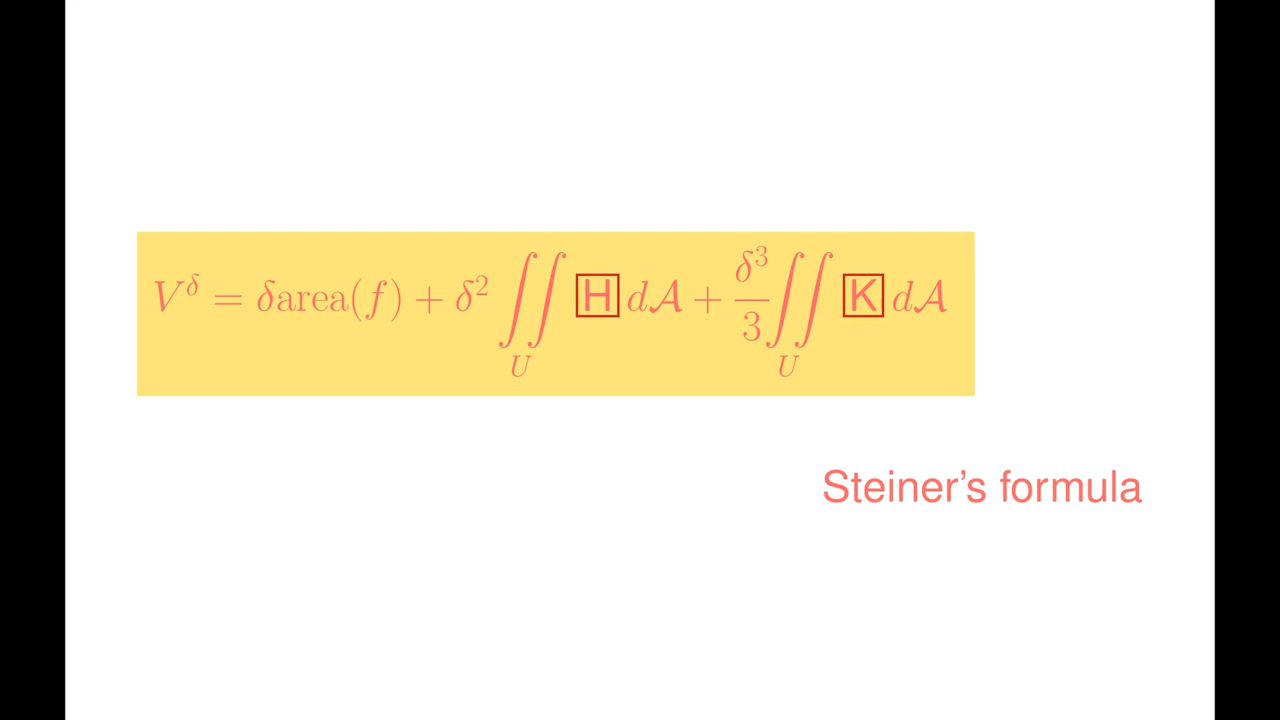 V^δ = δarea(f) + δ² ∬_U H d𝒜 + δ³/3 ∬_U K d𝒜
Steiner’s formula